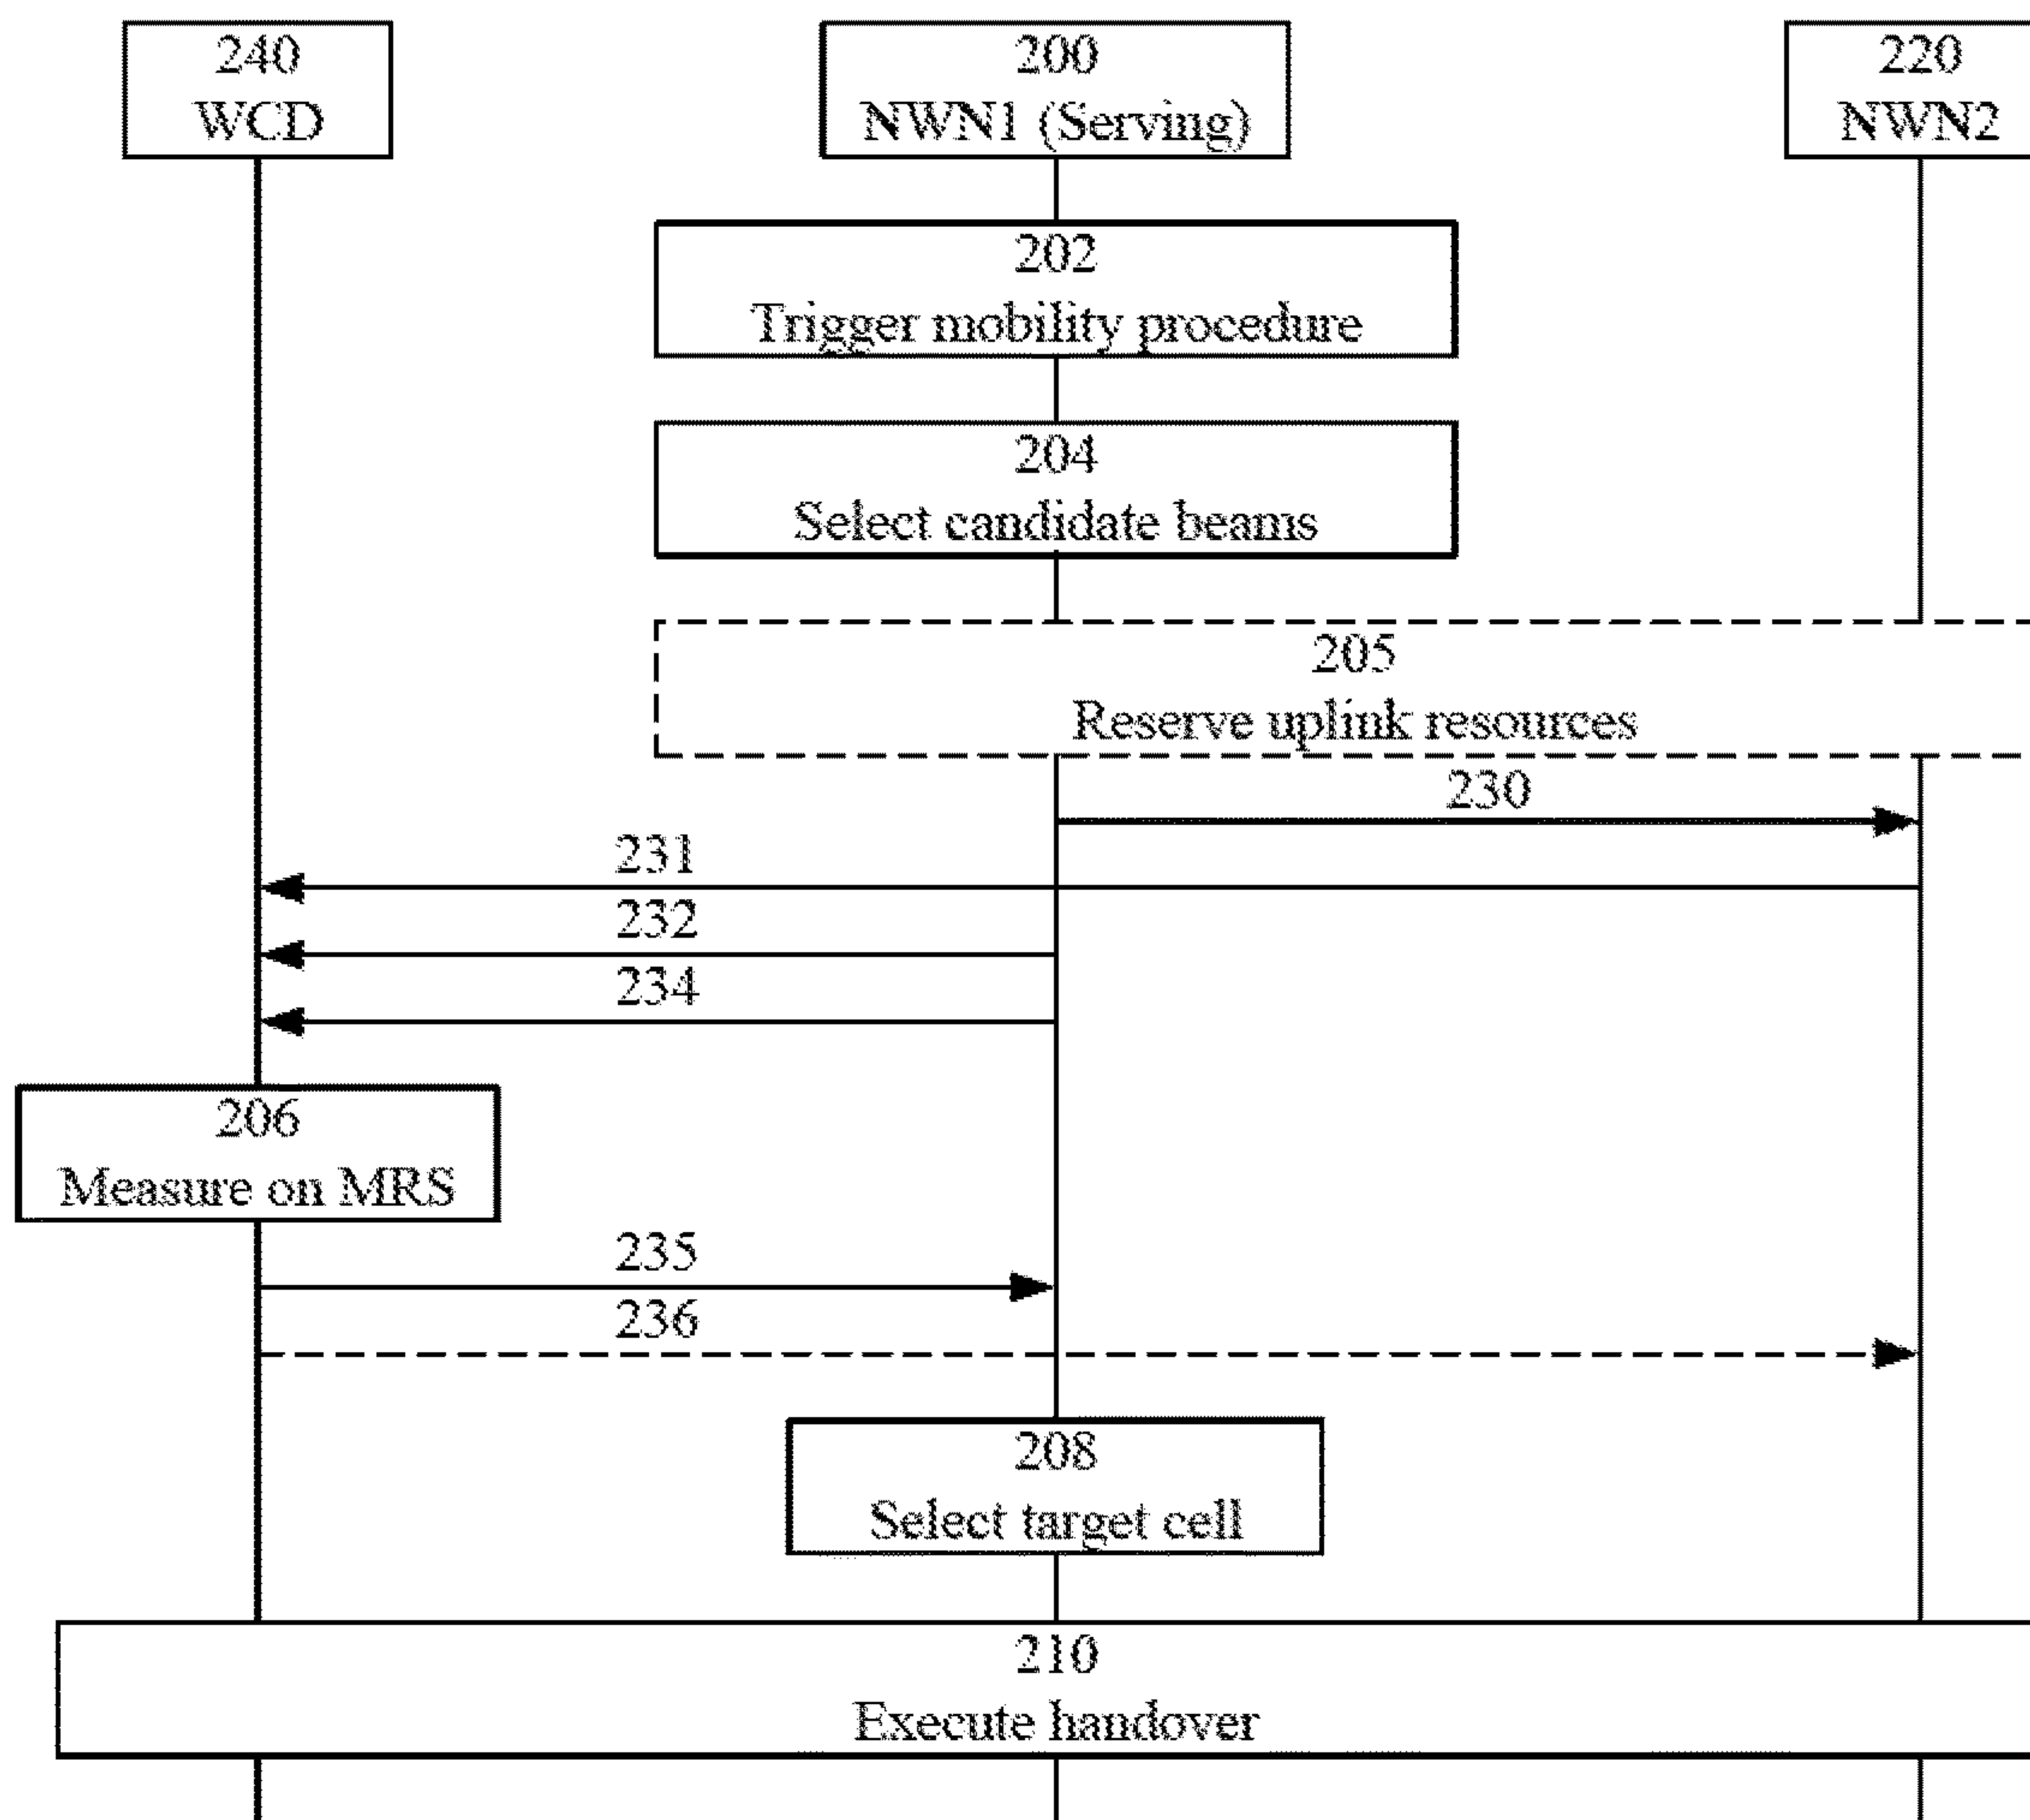 240
WCD
200
NWN1 (Serving)
220
NWN2
202
Trigger mobility procedure
204
Select candidate beams
205
Reserve uplink resources
230
231
232
234
206
Measure on MRS
235
236
208
Select target cell
210
Execute handover